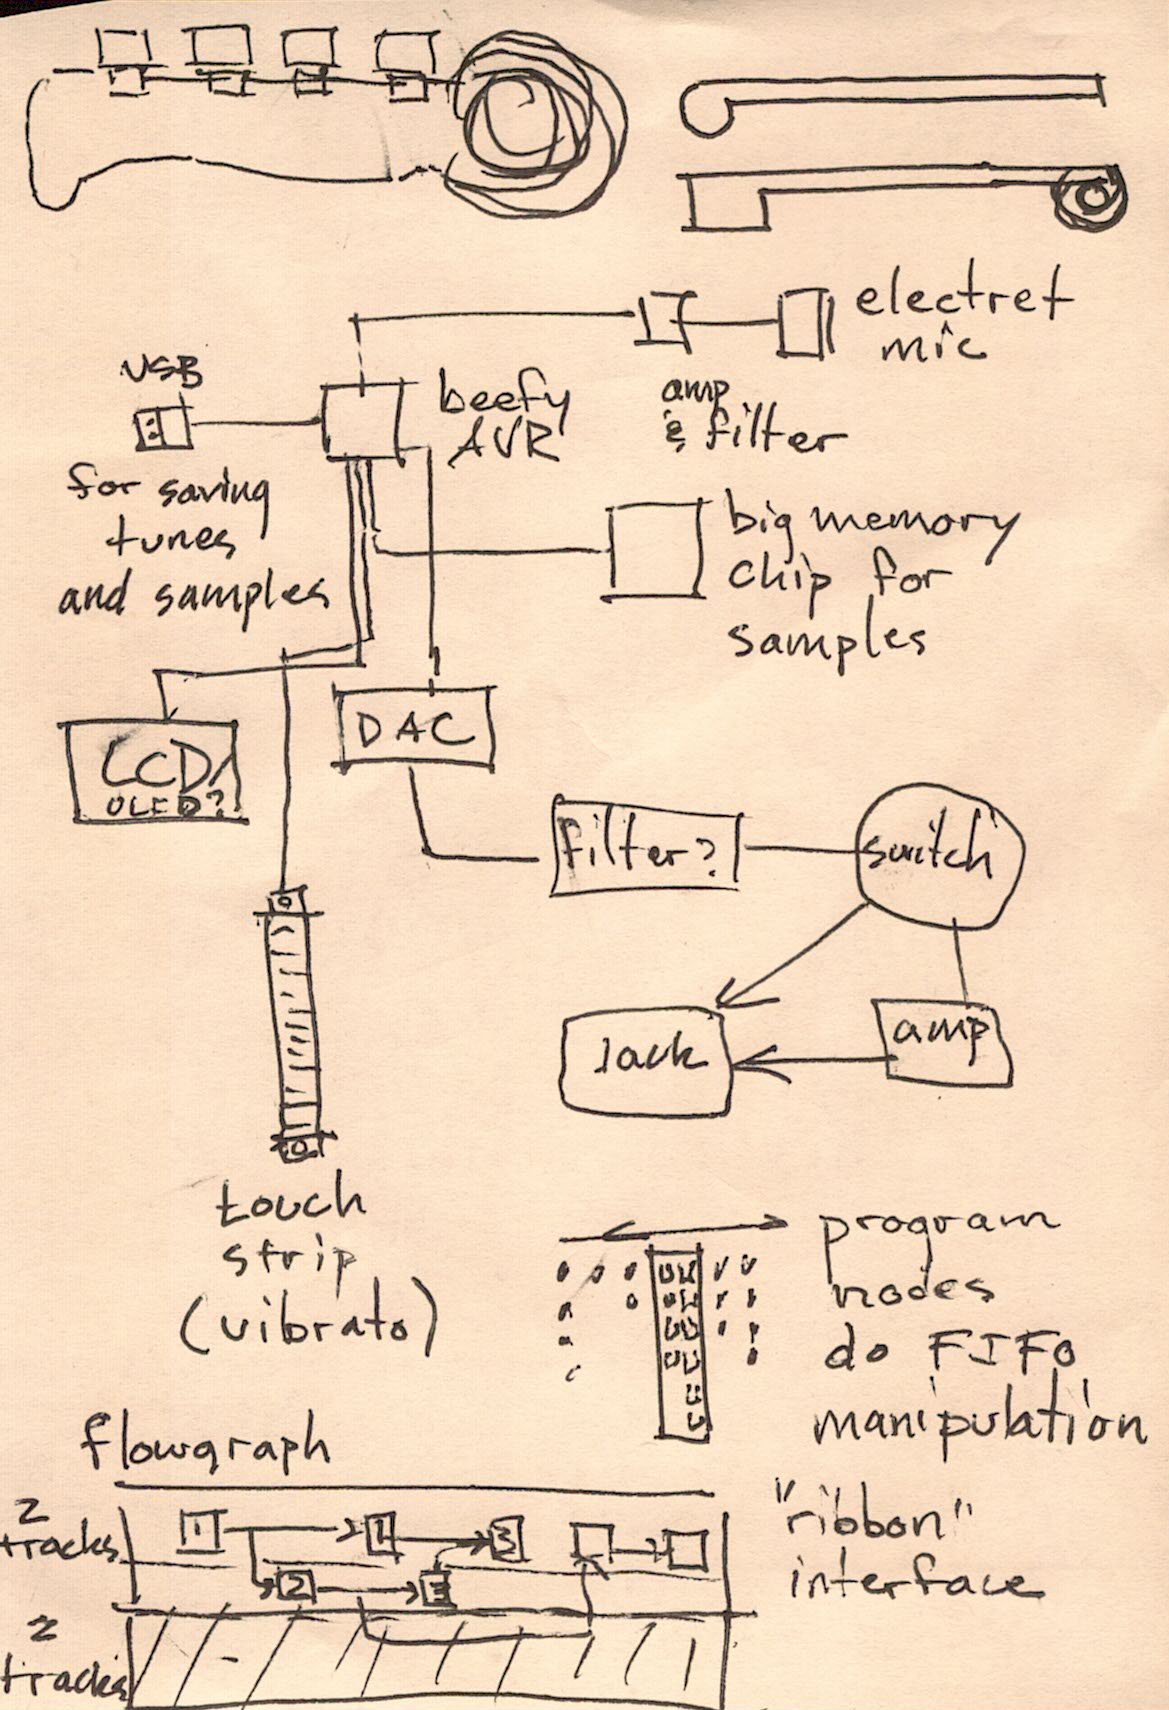 electret
mic
USB
beefy
AVR
amp
& filter
for saving
tunes
and samples
big memory
chip for
samples
LCD/
OLED?
DAC
filter?
switch
Jack
amp
touch
strip
(vibrato)
program
nodes
do FIFO
manipulation
flowgraph
"ribbon"
interface
2
tracks
1
1
3
2
3
2
tracks